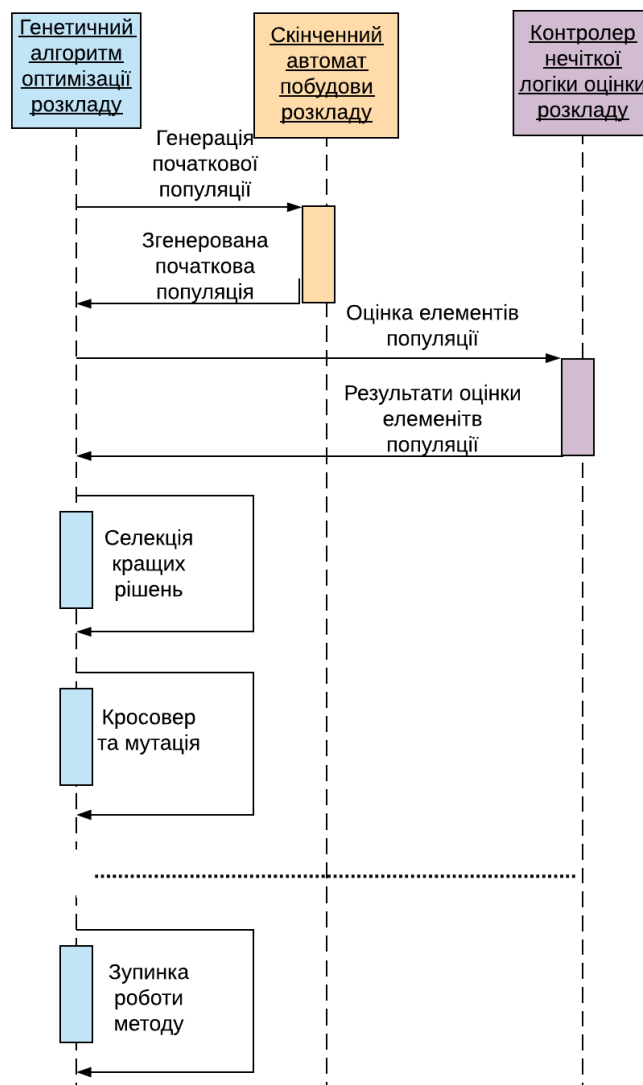 Генетичний
алгоритм
оптимізації
розкладу
Скінченний
автомат
побудови
розкладу
Контролер
нечіткої
логіки оцінки
розкладу
Генерація
початкової
популяції
Згенерована
початкова
популяція
Оцінка елементів
популяції
Результати оцінки
елеменітв
популяції
Селекція
кращих
рішень
Кросовер
та мутація
Зупинка
роботи
методу